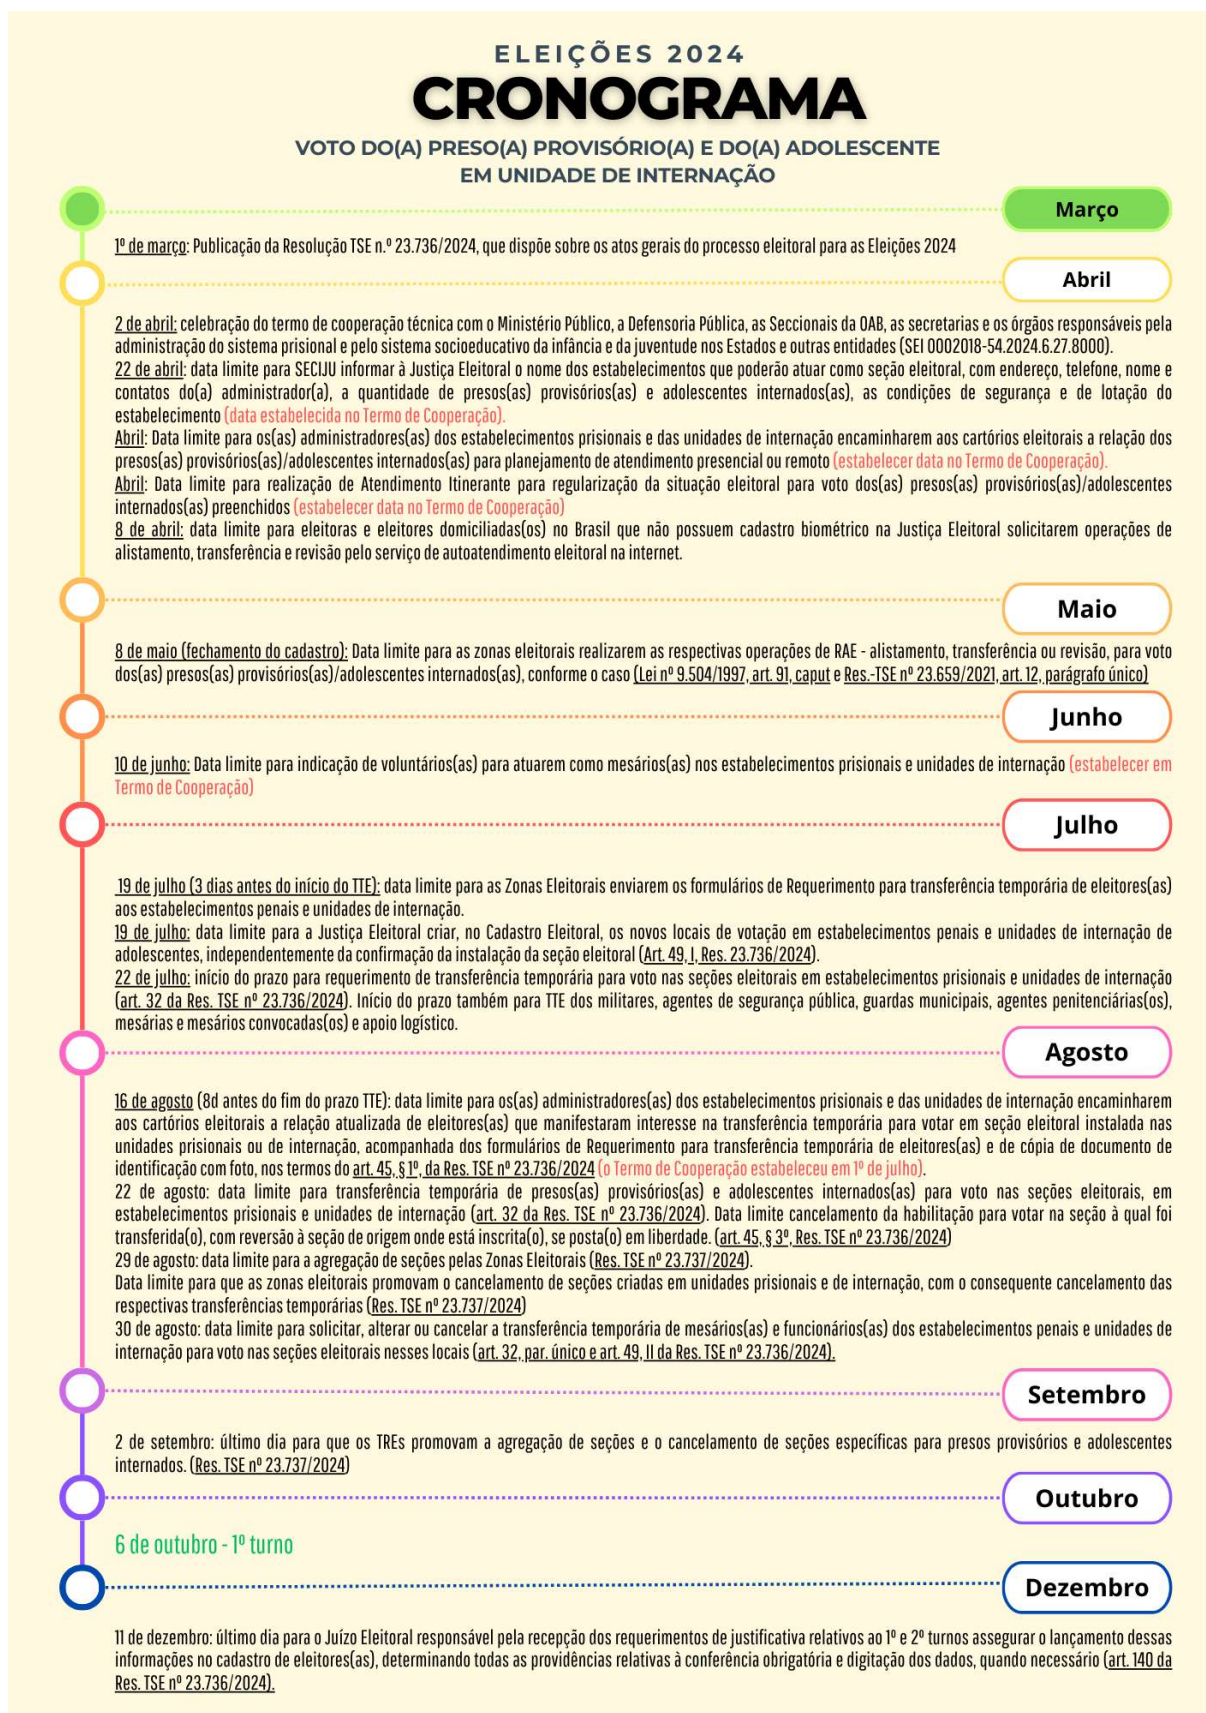 ELEIÇÕES 2024
CRONOGRAMA
VOTO DO(A) PRESO(A) PROVISÓRIO(A) E DO(A) ADOLESCENTE
EM UNIDADE DE INTERNAÇÃO
Março
1º de março: Publicação da Resolução TSE n.º 23.736/2024, que dispõe sobre os atos gerais do processo eleitoral para as Eleições 2024
Abril
2 de abril: celebração do termo de cooperação técnica com o Ministério Público, a Defensoria Pública, as Seccionais da OAB, as secretarias e os órgãos responsáveis pela
administração do sistema prisional e pelo sistema socioeducativo da infância e da juventude nos Estados e outras entidades (SEI 0002018-54.2024.6.27.8000).
22 de abril: data limite para SECIJU informar à Justiça Eleitoral o nome dos estabelecimentos que poderão atuar como seção eleitoral, com endereço, telefone, nome e
contatos do(a) administrador(a), a quantidade de presos(as) provisórios(as) e adolescentes internados(as), as condições de segurança e de lotação do
estabelecimento (data estabelecida no Termo de Cooperação).
Abril: Data limite para os(as) administradores(as) dos estabelecimentos prisionais e das unidades de internação encaminharem aos cartórios eleitorais a relação dos
presos(as) provisórios(as)/adolescentes internados(as) para planejamento de atendimento presencial ou remoto (estabelecer data no Termo de Cooperação).
Abril: Data limite para realização de Atendimento Itinerante para regularização da situação eleitoral para voto dos(as) presos(as) provisórios(as)/adolescentes
internados(as) preenchidos (estabelecer data no Termo de Cooperação)
8 de abril: data limite para eleitoras e eleitores domiciliadas(os) no Brasil que não possuem cadastro biométrico na Justiça Eleitoral solicitarem operações de
alistamento, transferência e revisão pelo serviço de autoatendimento eleitoral na internet.
Maio
8 de maio (fechamento do cadastro): Data limite para as zonas eleitorais realizarem as respectivas operações de RAE - alistamento, transferência ou revisão, para voto
dos(as) presos(as) provisórios(as)/adolescentes internados(as), conforme o caso (Lei nº 9.504/1997, art. 91, caput e Res.-TSE nº 23.659/2021, art. 12, parágrafo único)
Junho
10 de junho: Data limite para indicação de voluntários(as) para atuarem como mesários(as) nos estabelecimentos prisionais e unidades de internação (estabelecer em
Termo de Cooperação)
Julho
19 de julho (3 dias antes do início do TTE): data limite para as Zonas Eleitorais enviarem os formulários de Requerimento para transferência temporária de eleitores(as)
aos estabelecimentos penais e unidades de internação.
19 de julho: data limite para a Justiça Eleitoral criar, no Cadastro Eleitoral, os novos locais de votação em estabelecimentos penais e unidades de internação de
adolescentes, independentemente da confirmação da instalação da seção eleitoral (Art. 49, I, Res. 23.736/2024).
22 de julho: início do prazo para requerimento de transferência temporária para voto nas seções eleitorais em estabelecimentos prisionais e unidades de internação
(art. 32 da Res. TSE nº 23.736/2024). Início do prazo também para TTE dos militares, agentes de segurança pública, guardas municipais, agentes penitenciárias(os),
mesárias e mesários convocadas(os) e apoio logístico.
Agosto
16 de agosto (8d antes do fim do prazo TTE): data limite para os(as) administradores(as) dos estabelecimentos prisionais e das unidades de internação encaminharem
aos cartórios eleitorais a relação atualizada de eleitores(as) que manifestaram interesse na transferência temporária para votar em seção eleitoral instalada nas
unidades prisionais ou de internação, acompanhada dos formulários de Requerimento para transferência temporária de eleitores(as) e de cópia de documento de
identificação com foto, nos termos do art. 45, § 1º, da Res. TSE nº 23.736/2024 (o Termo de Cooperação estabeleceu em 1º de julho).
22 de agosto: data limite para transferência temporária de presos(as) provisórios(as) e adolescentes internados(as) para voto nas seções eleitorais, em
estabelecimentos prisionais e unidades de internação (art. 32 da Res. TSE nº 23.736/2024). Data limite cancelamento da habilitação para votar na seção à qual foi
transferida(o), com reversão à seção de origem onde está inscrita(o), se posta(o) em liberdade. (art. 45, § 3º, Res. TSE nº 23.736/2024)
29 de agosto: data limite para a agregação de seções pelas Zonas Eleitorais (Res. TSE nº 23.737/2024).
Data limite para que as zonas eleitorais promovam o cancelamento de seções criadas em unidades prisionais e de internação, com o consequente cancelamento das
respectivas transferências temporárias (Res. TSE nº 23.737/2024)
30 de agosto: data limite para solicitar, alterar ou cancelar a transferência temporária de mesários(as) e funcionários(as) dos estabelecimentos penais e unidades de
internação para voto nas seções eleitorais nesses locais (art. 32, par. único e art. 49, II da Res. TSE nº 23.736/2024).
Setembro
2 de setembro: último dia para que os TREs promovam a agregação de seções e o cancelamento de seções específicas para presos provisórios e adolescentes
internados. (Res. TSE nº 23.737/2024)
Outubro
6 de outubro - 1º turno
Dezembro
11 de dezembro: último dia para o Juízo Eleitoral responsável pela recepção dos requerimentos de justificativa relativos ao 1º e 2º turnos assegurar o lançamento dessas
informações no cadastro de eleitores(as), determinando todas as providências relativas à conferência obrigatória e digitação dos dados, quando necessário (art. 140 da
Res. TSE nº 23.736/2024).